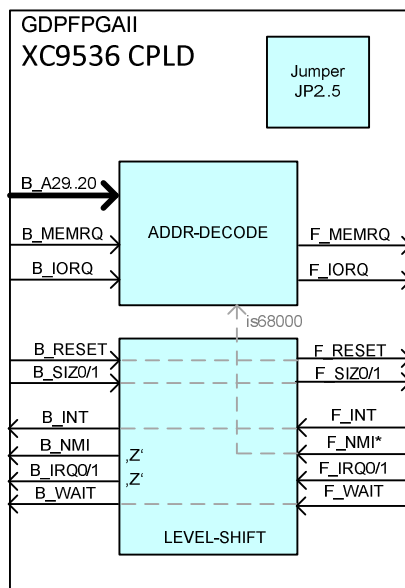 GDPFPGAII
XC9536 CPLD
Jumper
JP2..5
B_A29..20
B_MEMRQ
ADDR-DECODE
F_MEMRQ
B_IORQ
F_IORQ
is68000
B_RESET
F_RESET
B_SIZ0/1
F_SIZ0/1
B_INT
F_INT
B_NMI
‚Z‘
F_NMI*
B_IRQ0/1
‚Z‘
F_IRQ0/1
B_WAIT
F_WAIT
LEVEL-SHIFT